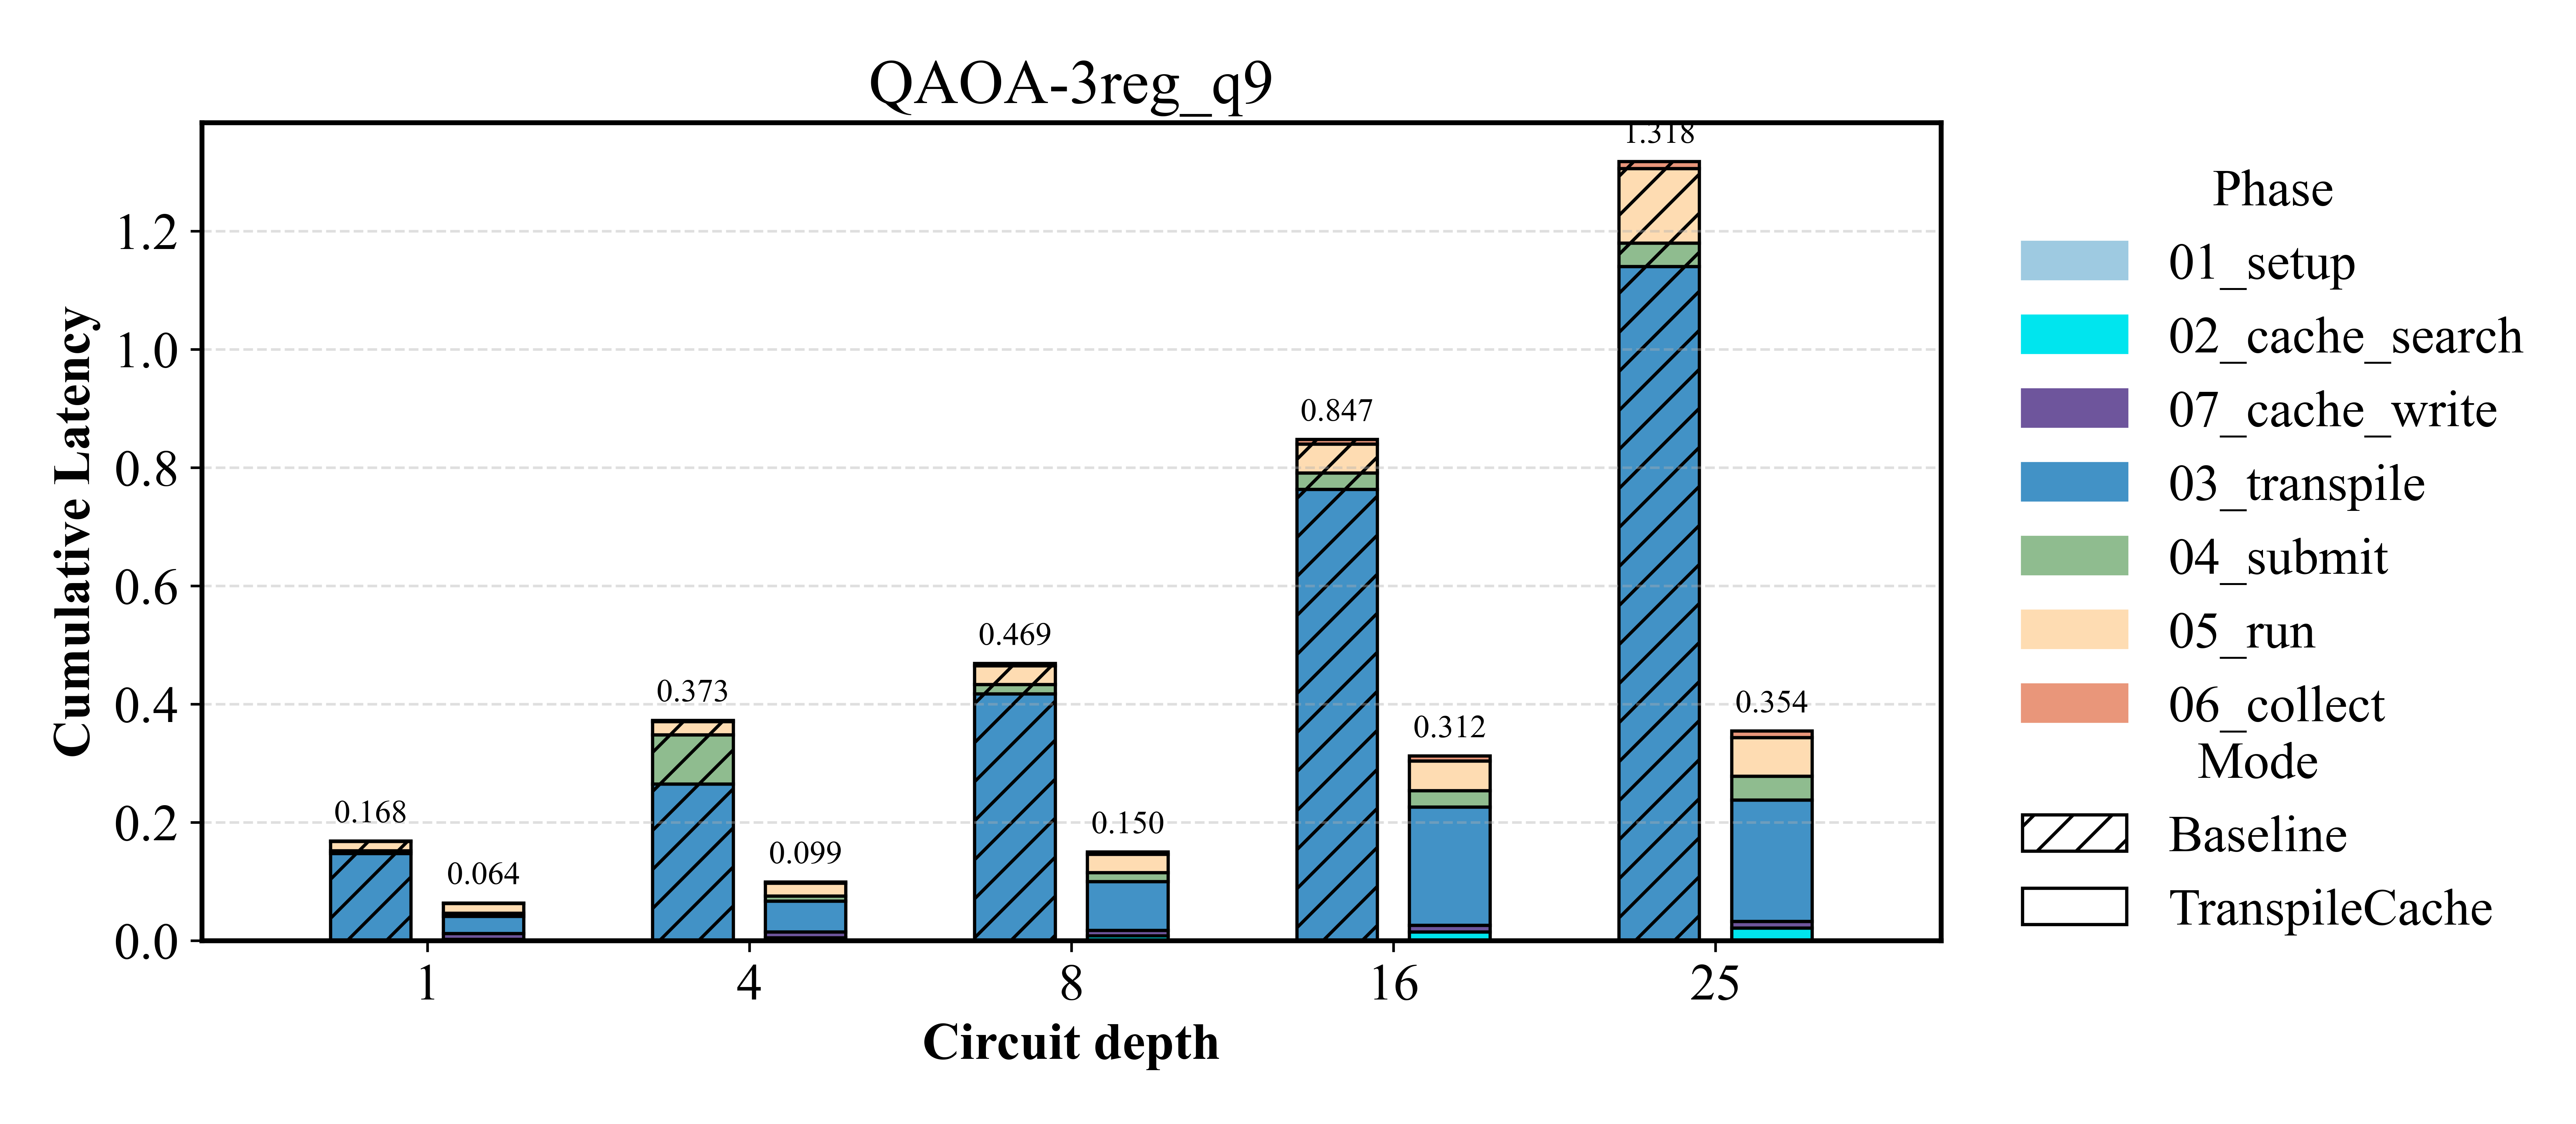 QAOA-3reg_q9
Cumulative Latency
1.2
1.0
0.8
0.6
0.4
0.2
0.0
0.168
0.064
0.373
0.099
0.469
0.150
0.847
0.312
1.318
0.354
1
4
8
16
25
Circuit depth
Phase
01_setup
02_cache_search
07_cache_write
03_transpile
04_submit
05_run
06_collect
Mode
Baseline
TranspileCache